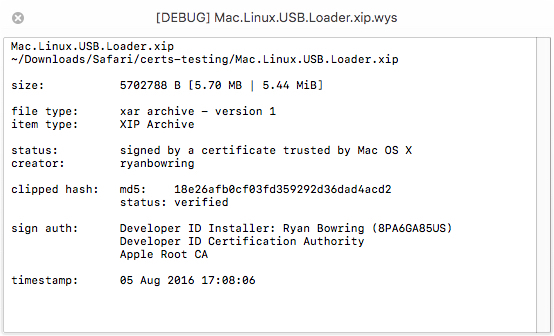 [DEBUG] Mac.Linux.USB.Loader.xip.wys
Mac.Linux.USB.Loader.xip
~/Downloads/Safari/certs-testing/Mac.Linux.USB.Loader.xip
size: 5702788 B [5.70 MB | 5.44 MiB]
file type: xar archive – version 1
item type: XIP Archive
status: signed by a certificate trusted by Mac OS X
creator: ryanbowring
clipped hash: md5: 18e26afb0cf03fd359292d36dad4acd2
status: verified
sign auth: Developer ID Installer: Ryan Bowring (8PA6GA85US)
Developer ID Certification Authority
Apple Root CA
timestamp: 05 Aug 2016 17:08:06